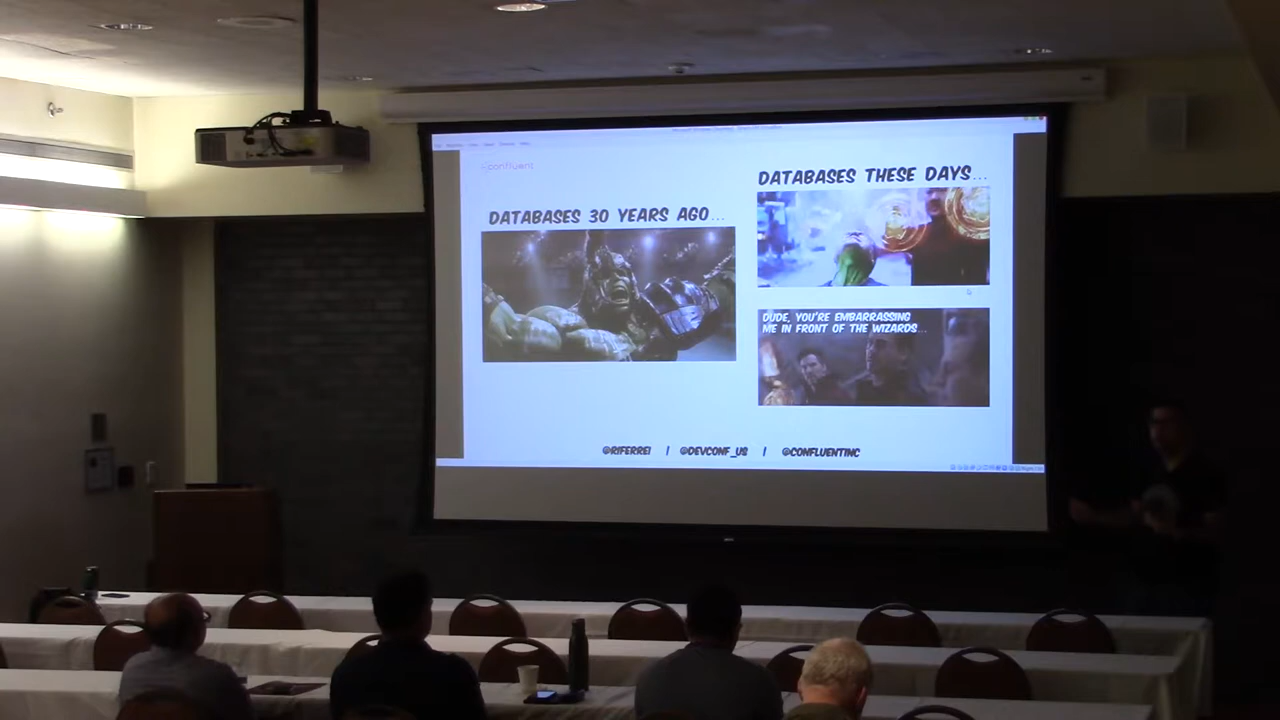 confluent
DATABASES 30 YEARS AGO...
DATABASES THESE DAYS...
DUDE, YOU'RE EMBARRASSING
ME IN FRONT OF THE WIZARDS...
@RIFERREI | @DEVCONF_US | @CONFLUENTINC